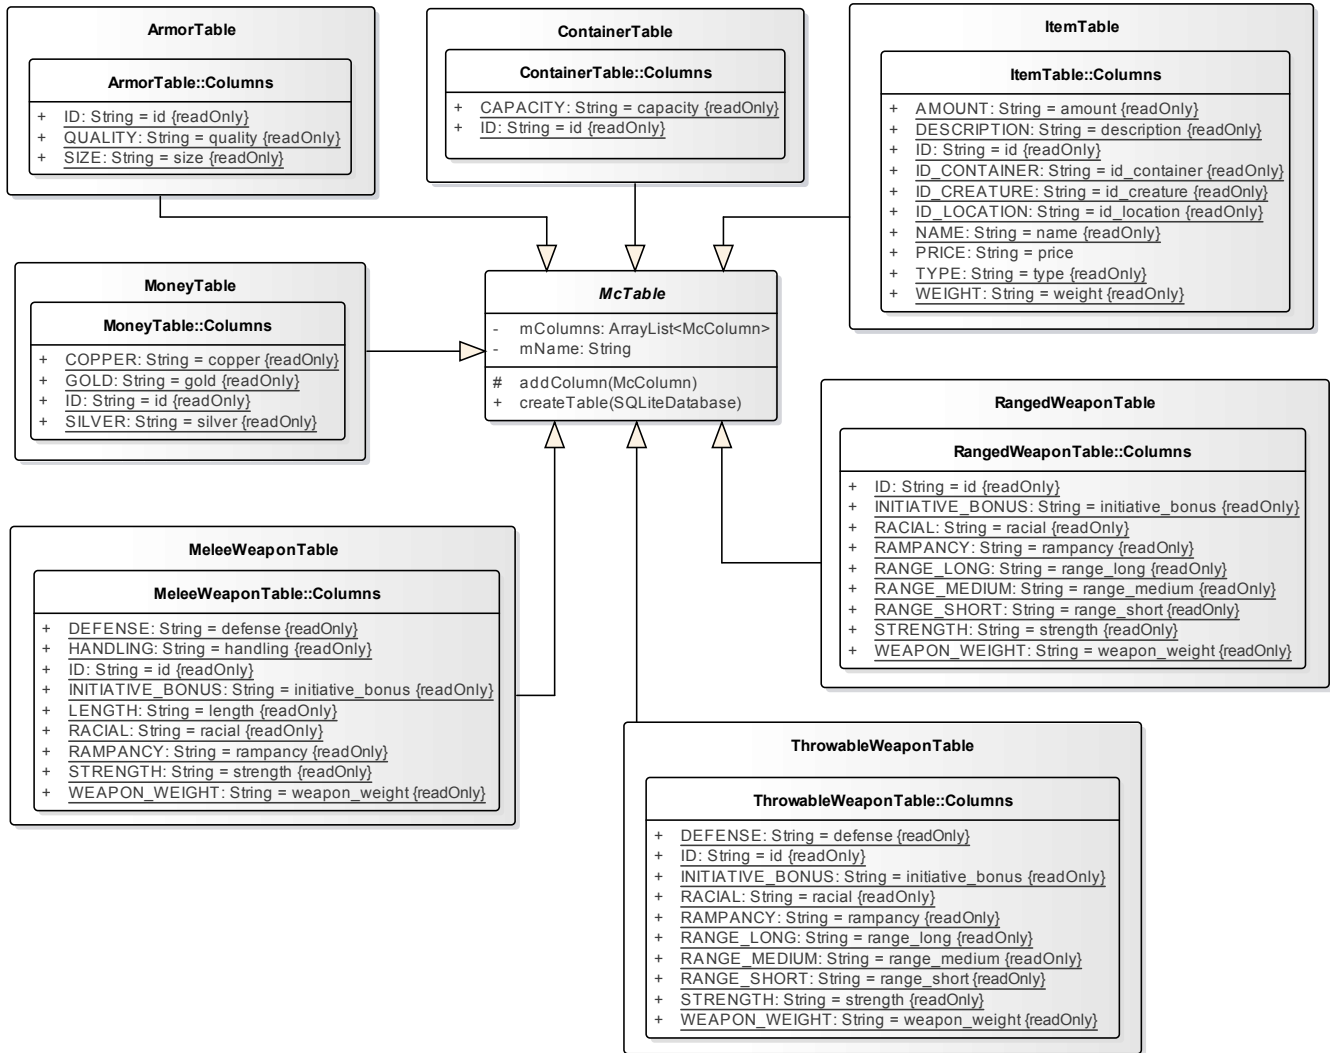 ArmorTable
ArmorTable::Columns
+ ID: String = id {readOnly}
+ QUALITY: String = quality {readOnly}
+ SIZE: String = size {readOnly}
ContainerTable
ContainerTable::Columns
+ CAPACITY: String = capacity {readOnly}
+ ID: String = id {readOnly}
ItemTable
ItemTable::Columns
+ AMOUNT: String = amount {readOnly}
+ DESCRIPTION: String = description {readOnly}
+ ID: String = id {readOnly}
+ ID_CONTAINER: String = id_container {readOnly}
+ ID_CREATURE: String = id_creature {readOnly}
+ ID_LOCATION: String = id_location {readOnly}
+ NAME: String = name {readOnly}
+ PRICE: String = price
+ TYPE: String = type {readOnly}
+ WEIGHT: String = weight {readOnly}
MoneyTable
MoneyTable::Columns
+ COPPER: String = copper {readOnly}
+ GOLD: String = gold {readOnly}
+ ID: String = id {readOnly}
+ SILVER: String = silver {readOnly}
McTable
- mColumns: ArrayList<McColumn>
- mName: String
# addColumn(McColumn)
+ createTable(SQLiteDatabase)
RangedWeaponTable
RangedWeaponTable::Columns
+ ID: String = id {readOnly}
+ INITIATIVE_BONUS: String = initiative_bonus {readOnly}
+ RACIAL: String = racial {readOnly}
+ RAMPANCY: String = rampancy {readOnly}
+ RANGE_LONG: String = range_long {readOnly}
+ RANGE_MEDIUM: String = range_medium {readOnly}
+ RANGE_SHORT: String = range_short {readOnly}
+ STRENGTH: String = strength {readOnly}
+ WEAPON_WEIGHT: String = weapon_weight {readOnly}
MeleeWeaponTable
MeleeWeaponTable::Columns
+ DEFENSE: String = defense {readOnly}
+ HANDLING: String = handling {readOnly}
+ ID: String = id {readOnly}
+ INITIATIVE_BONUS: String = initiative_bonus {readOnly}
+ LENGTH: String = length {readOnly}
+ RACIAL: String = racial {readOnly}
+ RAMPANCY: String = rampancy {readOnly}
+ STRENGTH: String = strength {readOnly}
+ WEAPON_WEIGHT: String = weapon_weight {readOnly}
ThrowableWeaponTable
ThrowableWeaponTable::Columns
+ DEFENSE: String = defense {readOnly}
+ ID: String = id {readOnly}
+ INITIATIVE_BONUS: String = initiative_bonus {readOnly}
+ RACIAL: String = racial {readOnly}
+ RAMPANCY: String = rampancy {readOnly}
+ RANGE_LONG: String = range_long {readOnly}
+ RANGE_MEDIUM: String = range_medium {readOnly}
+ RANGE_SHORT: String = range_short {readOnly}
+ STRENGTH: String = strength {readOnly}
+ WEAPON_WEIGHT: String = weapon_weight {readOnly}